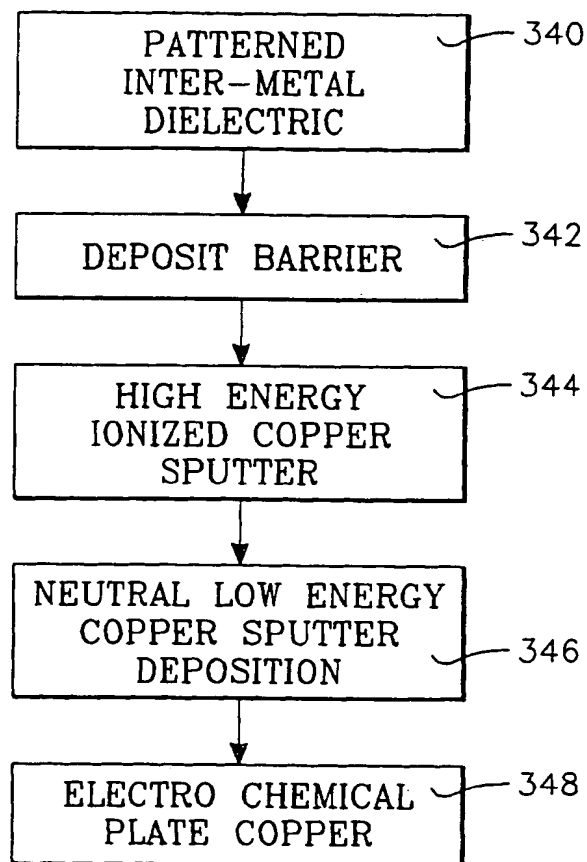 PATTERNED
INTER-METAL
DIELECTRIC
340
DEPOSIT BARRIER
342
HIGH ENERGY
IONIZED COPPER
SPUTTER
344
NEUTRAL LOW ENERGY
COPPER SPUTTER
DEPOSITION
346
ELECTRO CHEMICAL
PLATE COPPER
348